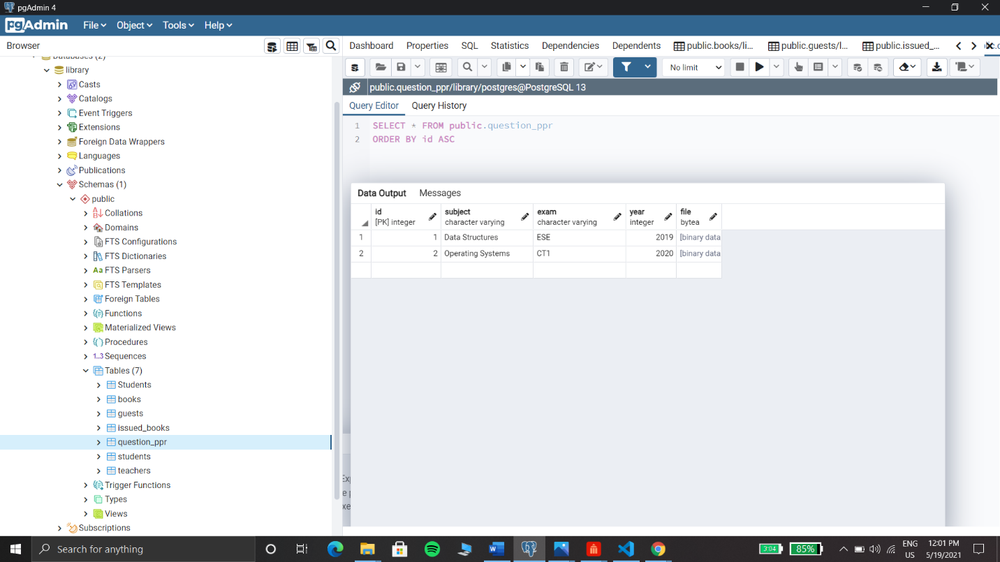 pgAdmin 4
pgAdmin File Object Tools Help
Browser
Dashboard Properties SQL Statistics Dependencies Dependents public.books/li... public.guests/l... public.issued_...
Databases (2)
library
Casts
Catalogs
Event Triggers
Extensions
Foreign Data Wrappers
Languages
Publications
Schemas (1)
public
Collations
Domains
FTS Configurations
FTS Dictionaries
Aa FTS Parsers
FTS Templates
Foreign Tables
Functions
Materialized Views
Procedures
1..3 Sequences
Tables (7)
Students
books
guests
issued_books
question_ppr
students
teachers
Trigger Functions
Types
Views
Subscriptions
No limit
public.question_ppr/library/postgres@PostgreSQL 13
Query Editor Query History
1 SELECT * FROM public.question_ppr
2 ORDER BY id ASC
Data Output Messages
id subject exam year file
[PK] integer character varying character varying integer bytea
1 1 Data Structures ESE 2019 [binary data
2 2 Operating Systems CT1 2020 [binary data
Search for anything
3:04 85% ENG US 12:01 PM 5/19/2021